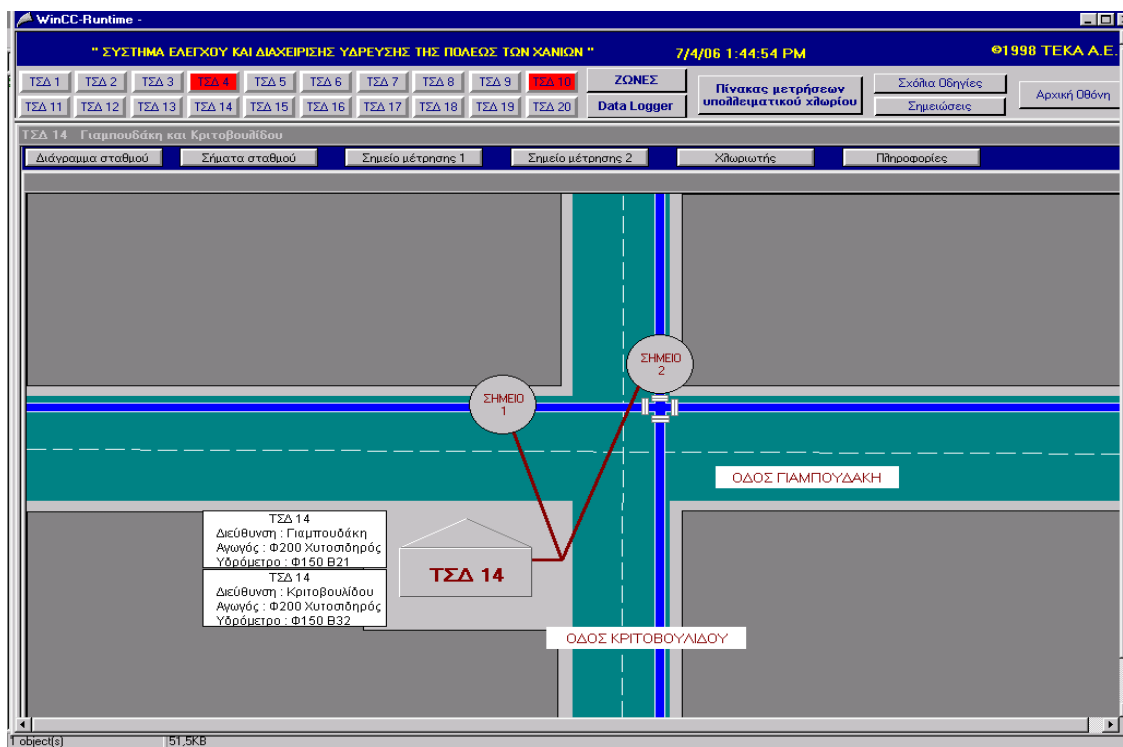 WinCC-Runtime -
" ΣΥΣΤΗΜΑ ΕΛΕΓΧΟΥ ΚΑΙ ΔΙΑΧΕΙΡΙΣΗΣ ΥΔΡΕΥΣΗΣ ΤΗΣ ΠΟΛΕΩΣ ΤΩΝ ΧΑΝΙΩΝ " 7/4/06 1:44:54 PM ©1998 ΤΕΚΑ Α.Ε.
ΤΣΔ 1 ΤΣΔ 2 ΤΣΔ 3 ΤΣΔ 4 ΤΣΔ 5 ΤΣΔ 6 ΤΣΔ 7 ΤΣΔ 8 ΤΣΔ 9 ΤΣΔ 10 ΖΩΝΕΣ
ΤΣΔ 11 ΤΣΔ 12 ΤΣΔ 13 ΤΣΔ 14 ΤΣΔ 15 ΤΣΔ 16 ΤΣΔ 17 ΤΣΔ 18 ΤΣΔ 19 ΤΣΔ 20 Data Logger
Πίνακας μετρήσεων
υπολλειματικού χλωρίου
Σχόλια Οδηγίες
Σημειώσεις
Αρχική Οθόνη
ΤΣΔ 14 Γιαμπουδάκη και Κριτοβουλίδου
Διάγραμμα σταθμού Σήματα σταθμού Σημείο μέτρησης 1 Σημείο μέτρησης 2 Χλωριωτής Πληροφορίες
ΣΗΜΕΙΟ
2
ΣΗΜΕΙΟ
1
ΟΔΟΣ ΓΙΑΜΠΟΥΔΑΚΗ
ΤΣΔ 14
Διεύθυνση : Γιαμπουδάκη
Αγωγός : Φ200 Χυτοσιδηρός
Υδρόμετρο : Φ150 Β21
ΤΣΔ 14
Διεύθυνση : Κριτοβουλίδου
Αγωγός : Φ200 Χυτοσιδηρός
Υδρόμετρο : Φ150 Β32
ΤΣΔ 14
ΟΔΟΣ ΚΡΙΤΟΒΟΥΛΙΔΟΥ
1 object(s) 51,5KB